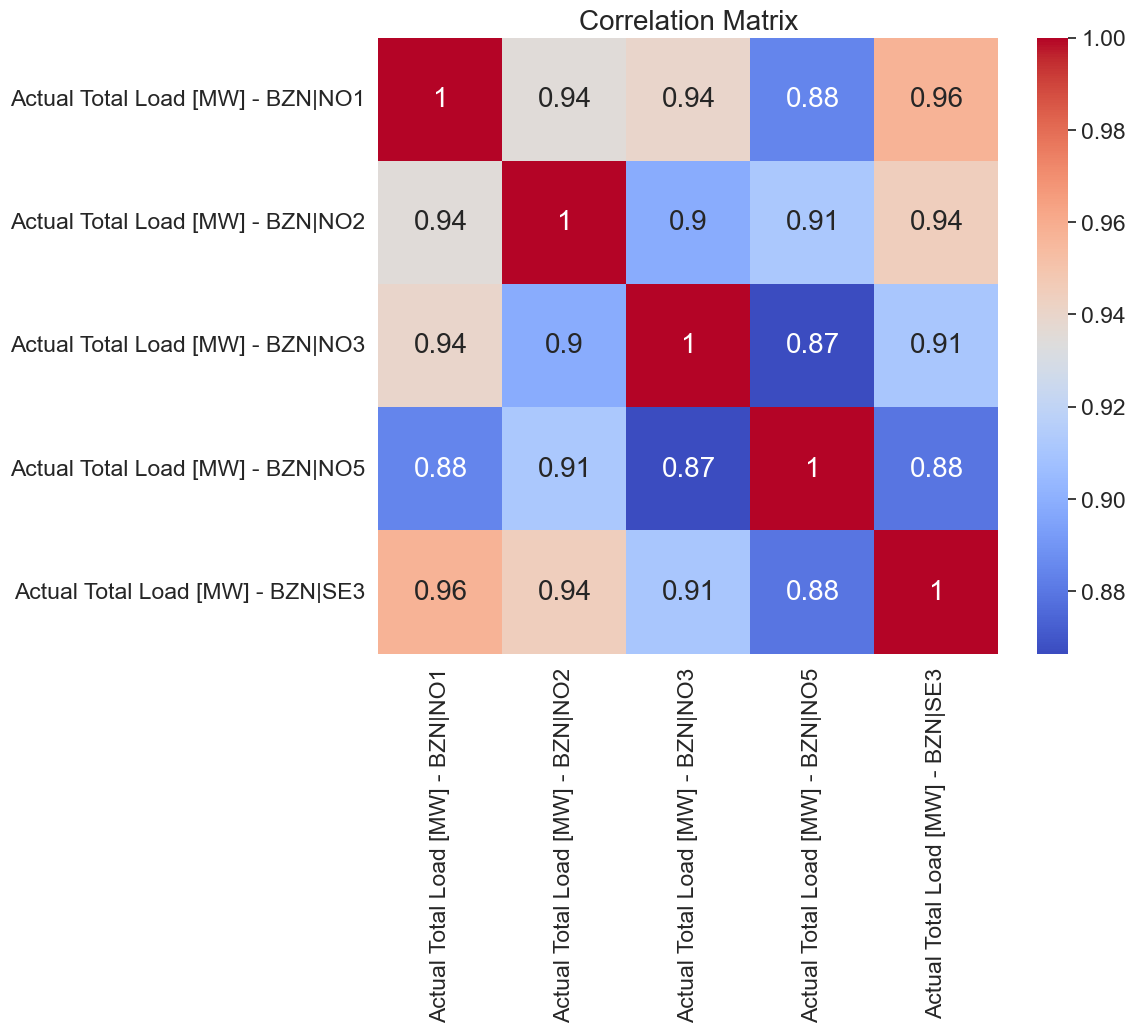 Correlation Matrix
Actual Total Load [MW] - BZN|NO1
1 0.94 0.94 0.88 0.96
Actual Total Load [MW] - BZN|NO2
0.94 1 0.9 0.91 0.94
Actual Total Load [MW] - BZN|NO3
0.94 0.9 1 0.87 0.91
Actual Total Load [MW] - BZN|NO5
0.88 0.91 0.87 1 0.88
Actual Total Load [MW] - BZN|SE3
0.96 0.94 0.91 0.88 1
Actual Total Load [MW] - BZN|NO1
Actual Total Load [MW] - BZN|NO2
Actual Total Load [MW] - BZN|NO3
Actual Total Load [MW] - BZN|NO5
Actual Total Load [MW] - BZN|SE3
1.00
0.98
0.96
0.94
0.92
0.90
0.88